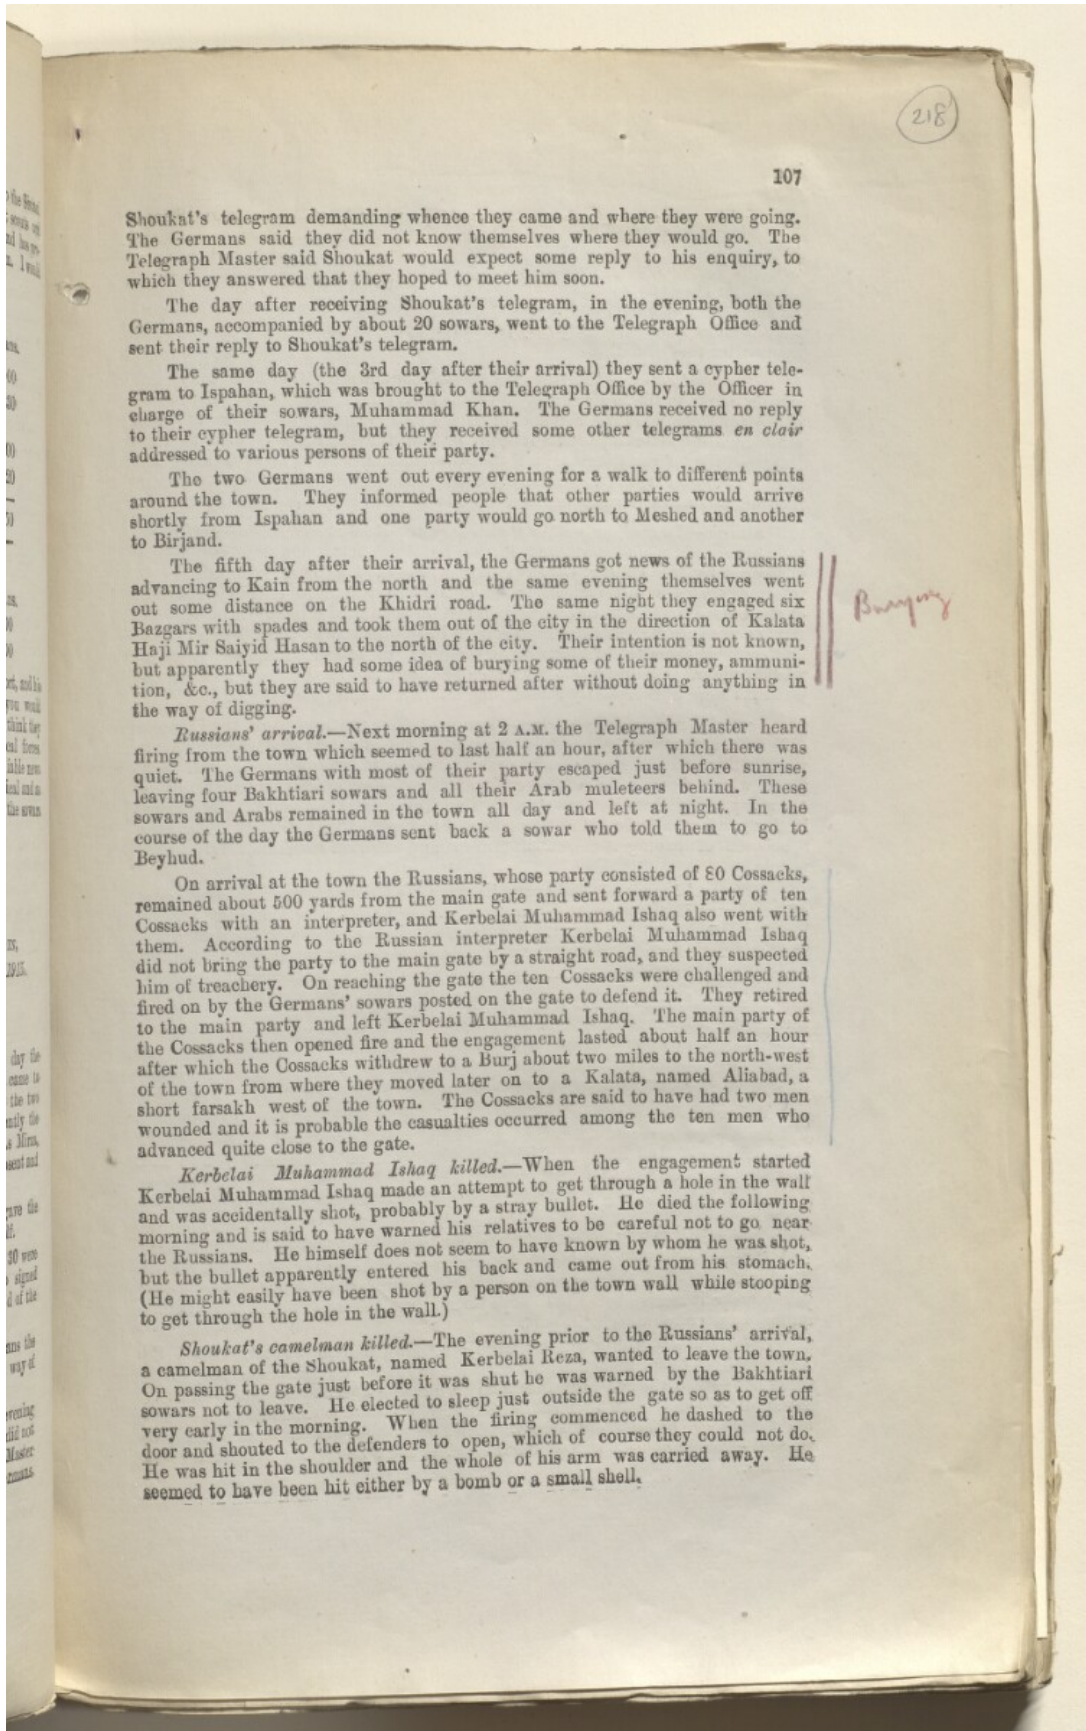 218
107
Shoukat's telegram demanding whence they came and where they were going.
The Germans said they did not know themselves where they would go. The
Telegraph Master said Shoukat would expect some reply to his enquiry, to
which they answered that they hoped to meet him soon.
The day after receiving Shoukat's telegram, in the evening, both the
Germans, accompanied by about 20 sowars, went to the Telegraph Office and
sent their reply to Shoukat's telegram.
The same day (the 3rd day after their arrival) they sent a cypher tele-
gram to Ispahan, which was brought to the Telegraph Office by the Officer in
charge of their sowars, Muhammad Khan. The Germans received no reply
to their cypher telegram, but they received some other telegrams en clair
addressed to various persons of their party.
The two Germans went out every evening for a walk to different points
around the town. They informed people that other parties would arrive
shortly from Ispahan and one party would go north to Meshed and another
to Birjand.
The fifth day after their arrival, the Germans got news of the Russians
advancing to Kain from the north and the same evening themselves went
out some distance on the Khidri road. The same night they engaged six
Bazgars with spades and took them out of the city in the direction of Kalata
Haji Mir Saiyid Hasan to the north of the city. Their intention is not known,
but apparently they had some idea of burying some of their money, ammuni-
tion, &c., but they are said to have returned after without doing anything in
the way of digging.
Burying
Russians' arrival.—Next morning at 2 A.M. the Telegraph Master heard
firing from the town which seemed to last half an hour, after which there was
quiet. The Germans with most of their party escaped just before sunrise,
leaving four Bakhtiari sowars and all their Arab muleteers behind. These
sowars and Arabs remained in the town all day and left at night. In the
course of the day the Germans sent back a sowar who told them to go to
Beyhud.
On arrival at the town the Russians, whose party consisted of 80 Cossacks,
remained about 500 yards from the main gate and sent forward a party of ten
Cossacks with an interpreter, and Kerbelai Muhammad Ishaq also went with
them. According to the Russian interpreter Kerbelai Muhammad Ishaq
did not bring the party to the main gate by a straight road, and they suspected
him of treachery. On reaching the gate the ten Cossacks were challenged and
fired on by the Germans' sowars posted on the gate to defend it. They retired
to the main party and left Kerbelai Muhammad Ishaq. The main party of
the Cossacks then opened fire and the engagement lasted about half an hour
after which the Cossacks withdrew to a Burj about two miles to the north-west
of the town from where they moved later on to a Kalata, named Aliabad, a
short farsakh west of the town. The Cossacks are said to have had two men
wounded and it is probable the casualties occurred among the ten men who
advanced quite close to the gate.
Kerbelai Muhammad Ishaq killed.—When the engagement started
Kerbelai Muhammad Ishaq made an attempt to get through a hole in the wall
and was accidentally shot, probably by a stray bullet. He died the following
morning and is said to have warned his relatives to be careful not to go near
the Russians. He himself does not seem to have known by whom he was shot,
but the bullet apparently entered his back and came out from his stomach.
(He might easily have been shot by a person on the town wall while stooping
to get through the hole in the wall.)
Shoukat's camelman killed.—The evening prior to the Russians' arrival,
a camelman of the Shoukat, named Kerbelai Reza, wanted to leave the town.
On passing the gate just before it was shut he was warned by the Bakhtiari
sowars not to leave. He elected to sleep just outside the gate so as to get off
very early in the morning. When the firing commenced he dashed to the
door and shouted to the defenders to open, which of course they could not do.
He was hit in the shoulder and the whole of his arm was carried away. He
seemed to have been hit either by a bomb or a small shell.